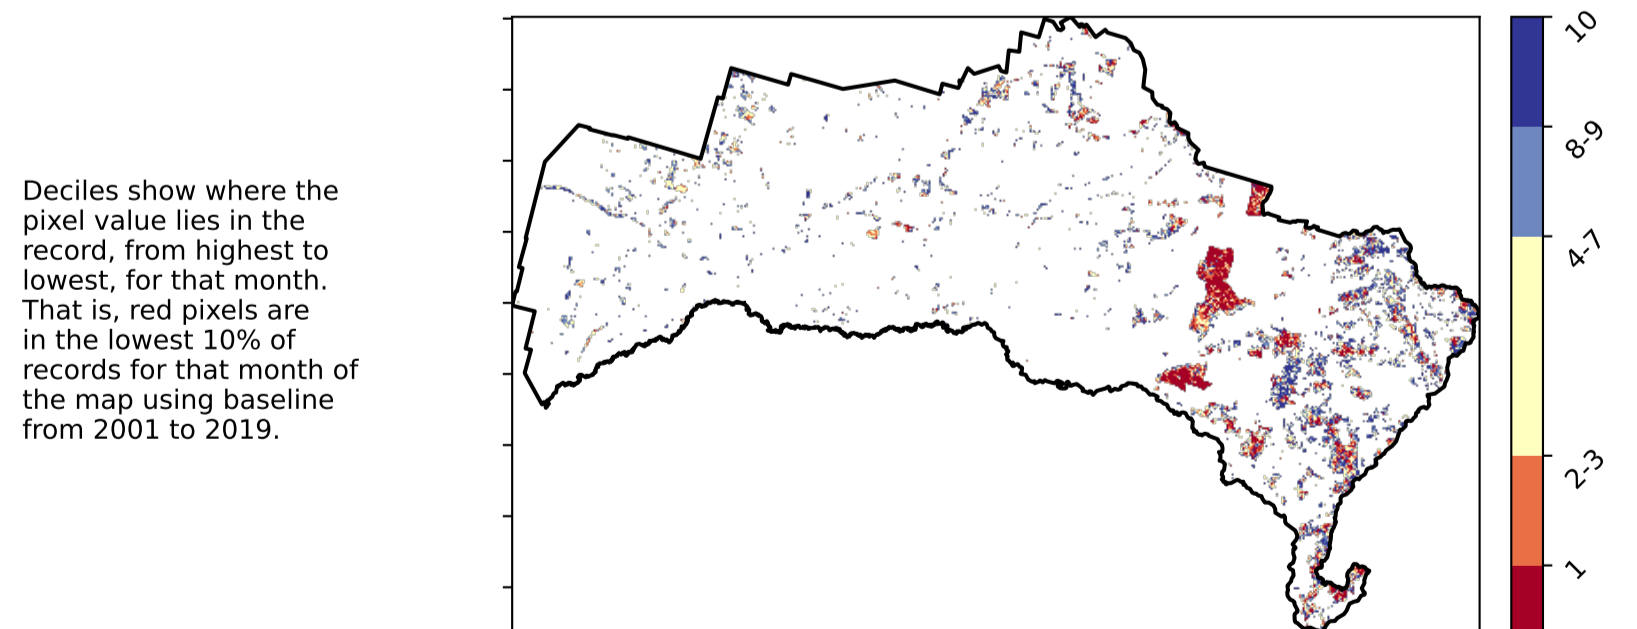 Deciles show where the
pixel value lies in the
record, from highest to
lowest, for that month.
That is, red pixels are
in the lowest 10% of
records for that month of
the map using baseline
from 2001 to 2019.
10
8-9
4-7
2-3
1